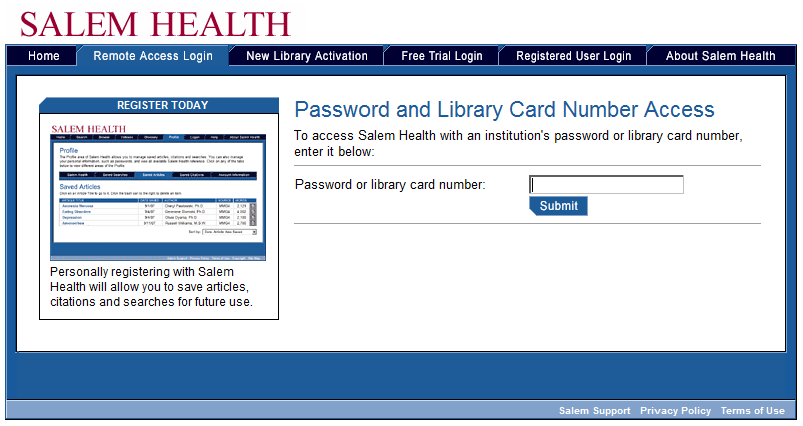 SALEM HEALTH
Home Remote Access Login New Library Activation Free Trial Login Registered User Login About Salem Health
REGISTER TODAY
SALEM HEALTH
Profile
Saved Articles
Personally registering with Salem
Health will allow you to save articles,
citations and searches for future use.
Password and Library Card Number Access
To access Salem Health with an institution's password or library card number,
enter it below:
Password or library card number:
Submit
Salem Support Privacy Policy Terms of Use